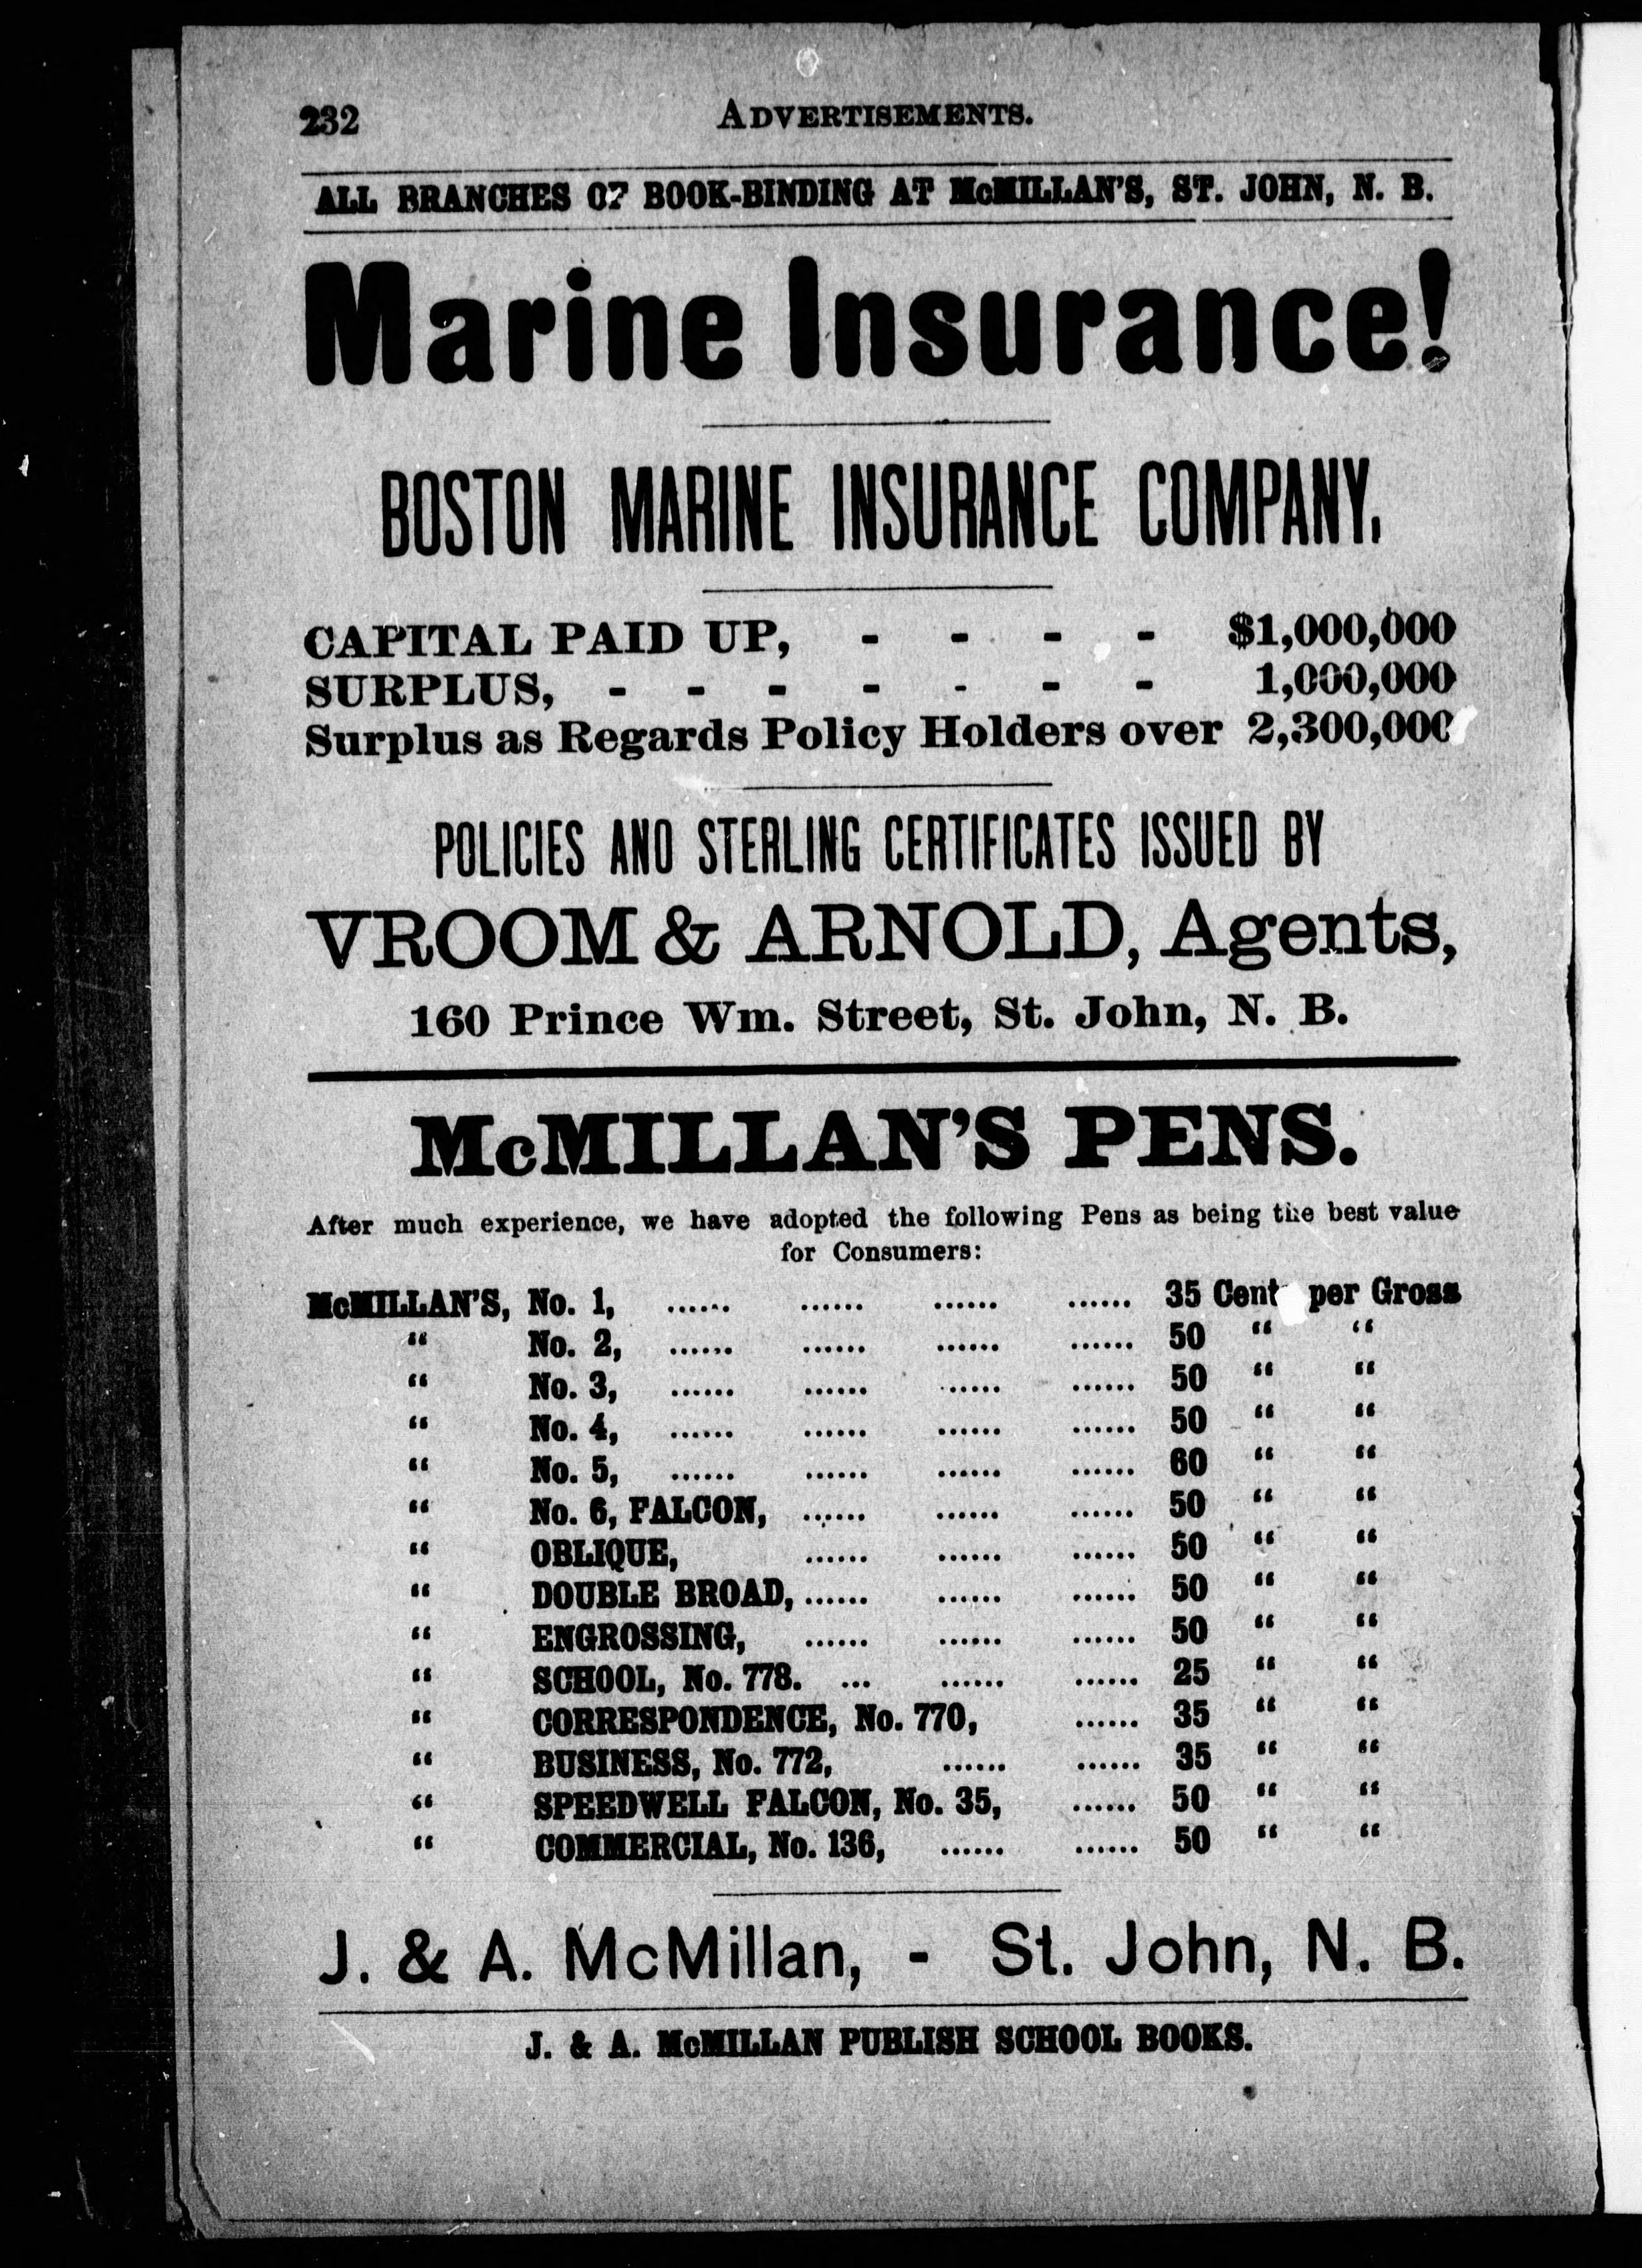 232 ADVERTISEMENTS.
ALL BRANCHES OF BOOK-BINDING AT McMILLAN'S, ST. JOHN, N. B.
Marine Insurance!
BOSTON MARINE INSURANCE COMPANY,
CAPITAL PAID UP, - - - - $1,000,000
SURPLUS, - - - - - - - 1,000,000
Surplus as Regards Policy Holders over 2,300,000
POLICIES AND STERLING CERTIFICATES ISSUED BY
VROOM & ARNOLD, Agents,
160 Prince Wm. Street, St. John, N. B.
McMILLAN'S PENS.
After much experience, we have adopted the following Pens as being the best value
for Consumers:
McMILLAN'S, No. 1, ...... ...... ...... ...... 35 Cent per Gross
“ No. 2, ...... ...... ...... ...... 50 “ “
“ No. 3, ...... ...... ...... ...... 50 “ “
“ No. 4, ...... ...... ...... ...... 50 “ “
“ No. 5, ...... ...... ...... ...... 60 “ “
“ No. 6, FALCON, ...... ...... ...... 50 “ “
“ OBLIQUE, ...... ...... ...... 50 “ “
“ DOUBLE BROAD, ...... ...... ...... 50 “ “
“ ENGROSSING, ...... ...... ...... 50 “ “
“ SCHOOL, No. 778. ... ...... ...... 25 “ “
“ CORRESPONDENCE, No. 770, ...... 35 “ “
“ BUSINESS, No. 772, ...... ...... 35 “ “
“ SPEEDWELL FALCON, No. 35, ...... 50 “ “
“ COMMERCIAL, No. 136, ...... ...... 50 “ “
J. & A. McMillan, - St. John, N. B.
J. & A. McMILLAN PUBLISH SCHOOL BOOKS.